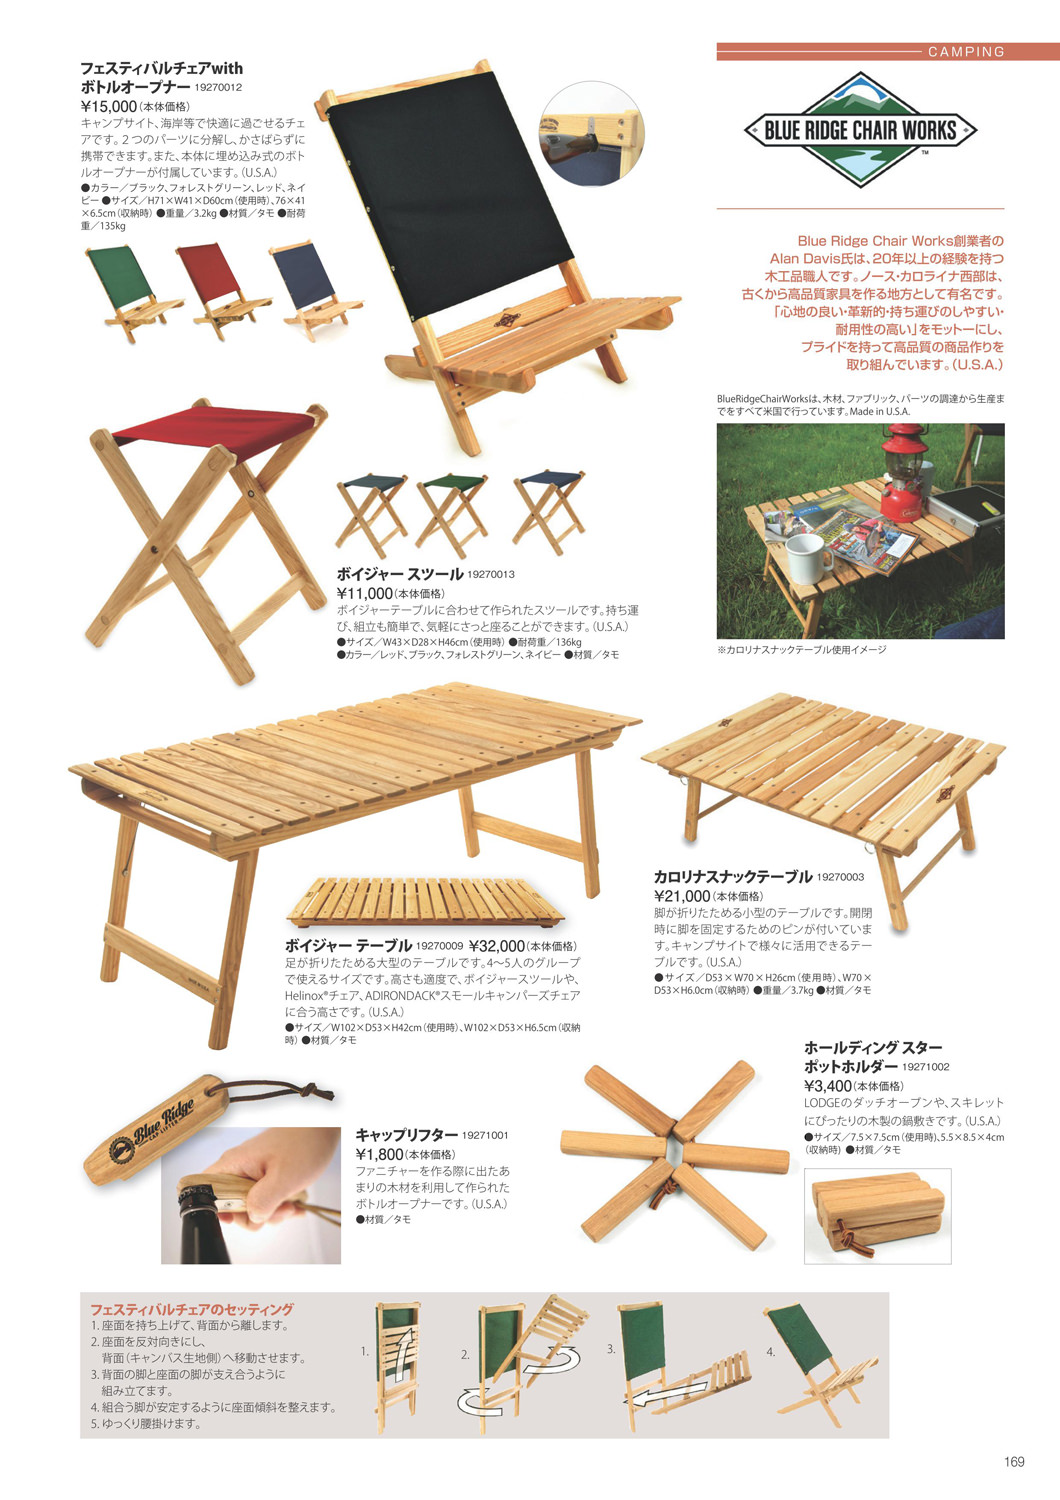 CAMPING
フェスティバルチェアwith
ボトルオープナー 19270012
¥15,000(本体価格)
キャンプサイト、海岸等で快適に過ごせるチェ
アです。2つのパーツに分解し、かさばらずに
携帯できます。また、本体に埋め込み式のボト
ルオープナーが付属しています。(U.S.A.)
●カラー／ブラック、フォレストグリーン、レッド、ネイ
ビー ●サイズ／H71×W41×D60cm(使用時)、76×41
×6.5cm(収納時) ●重量／3.2kg ●材質／タモ ●耐荷
重／135kg
BLUE RIDGE CHAIR WORKS
TM
Blue Ridge Chair Works創業者の
Alan Davis氏は、20年以上の経験を持つ
木工品職人です。ノース・カロライナ西部は、
古くから高品質家具を作る地方として有名です。
「心地の良い・革新的・持ち運びのしやすい・
耐用性の高い」をモットーにし、
プライドを持って高品質の商品作りを
取り組んでいます。(U.S.A.)
BlueRidgeChairWorksは、木材、ファブリック、パーツの調達から生産ま
でをすべて米国で行っています。Made in U.S.A.
※カロリナスナックテーブル使用イメージ
ボイジャー スツール 19270013
¥11,000(本体価格)
ボイジャーテーブルに合わせて作られたスツールです。持ち運
び、組立も簡単で、気軽にさっと座ることができます。(U.S.A.)
●サイズ／W43×D28×H46cm(使用時) ●耐荷重／136kg
●カラー／レッド、ブラック、フォレストグリーン、ネイビー ●材質／タモ
ボイジャー テーブル 19270009 ¥32,000(本体価格)
足が折りたためる大型のテーブルです。4〜5人のグループ
で使えるサイズです。高さも適度で、ボイジャースツールや、
Helinox®チェア、ADIRONDACK®スモールキャンパーズチェア
に合う高さです。(U.S.A.)
●サイズ／W102×D53×H42cm(使用時)、W102×D53×H6.5cm(収納
時) ●材質／タモ
カロリナスナックテーブル 19270003
¥21,000(本体価格)
脚が折りたためる小型のテーブルです。開閉
時に脚を固定するためのピンが付いていま
す。キャンプサイトで様々に活用できるテー
ブルです。(U.S.A.)
●サイズ／D53×W70×H26cm(使用時)、W70×
D53×H6.0cm(収納時) ●重量／3.7kg ●材質／タモ
ホールディング スター
ポットホルダー 19271002
¥3,400(本体価格)
LODGEのダッチオーブンや、スキレット
にぴったりの木製の鍋敷きです。(U.S.A.)
●サイズ／7.5×7.5cm(使用時)、5.5×8.5×4cm
(収納時) ●材質／タモ
Blue Ridge
CAP LIFTER
キャップリフター 19271001
¥1,800(本体価格)
ファニチャーを作る際に出たあ
まりの木材を利用して作られた
ボトルオープナーです。(U.S.A.)
●材質／タモ
フェスティバルチェアのセッティング
1. 座面を持ち上げて、背面から離します。
2. 座面を反対向きにし、
背面(キャンバス生地側)へ移動させます。
3. 背面の脚と座面の脚が支え合うように
組み立てます。
4. 組合う脚が安定するように座面傾斜を整えます。
5. ゆっくり腰掛けます。
1.
2.
3.
4.
169